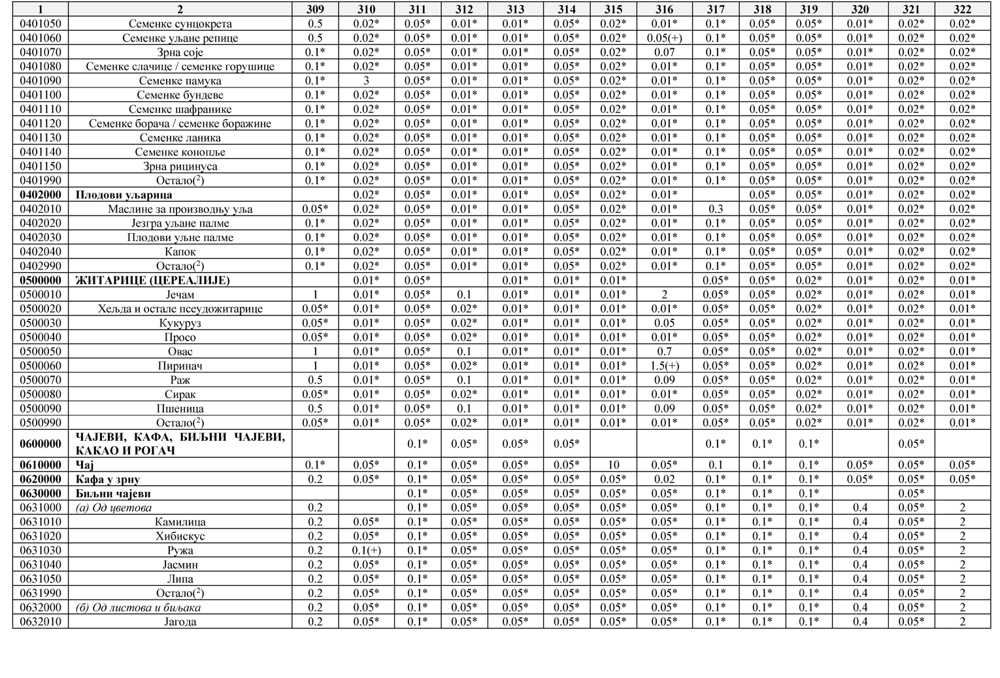 1 2 309 310 311 312 313 314 315 316 317 318 319 320 321 322
0401050 Семенке сунцокрета 0.5 0.02* 0.05* 0.01* 0.01* 0.05* 0.02* 0.01* 0.1* 0.05* 0.05* 0.01* 0.02* 0.02*
0401060 Семенке уљане репице 0.5 0.02* 0.05* 0.01* 0.01* 0.05* 0.02* 0.05(+) 0.1* 0.05* 0.05* 0.01* 0.02* 0.02*
0401070 Зрна соје 0.1* 0.02* 0.05* 0.01* 0.01* 0.05* 0.02* 0.07 0.1* 0.05* 0.05* 0.01* 0.02* 0.02*
0401080 Семенке слачице / семенке горушице 0.1* 0.02* 0.05* 0.01* 0.01* 0.05* 0.02* 0.01* 0.1* 0.05* 0.05* 0.01* 0.02* 0.02*
0401090 Семенке памука 0.1* 3 0.05* 0.01* 0.01* 0.05* 0.02* 0.01* 0.1* 0.05* 0.05* 0.01* 0.02* 0.02*
0401100 Семенке бундеве 0.1* 0.02* 0.05* 0.01* 0.01* 0.05* 0.02* 0.01* 0.1* 0.05* 0.05* 0.01* 0.02* 0.02*
0401110 Семенке шафранике 0.1* 0.02* 0.05* 0.01* 0.01* 0.05* 0.02* 0.01* 0.1* 0.05* 0.05* 0.01* 0.02* 0.02*
0401120 Семенке борача / семенке боражине 0.1* 0.02* 0.05* 0.01* 0.01* 0.05* 0.02* 0.01* 0.1* 0.05* 0.05* 0.01* 0.02* 0.02*
0401130 Семенке ланика 0.1* 0.02* 0.05* 0.01* 0.01* 0.05* 0.02* 0.01* 0.1* 0.05* 0.05* 0.01* 0.02* 0.02*
0401140 Семенке конопље 0.1* 0.02* 0.05* 0.01* 0.01* 0.05* 0.02* 0.01* 0.1* 0.05* 0.05* 0.01* 0.02* 0.02*
0401150 Зрна рицинуса 0.1* 0.02* 0.05* 0.01* 0.01* 0.05* 0.02* 0.01* 0.1* 0.05* 0.05* 0.01* 0.02* 0.02*
0401990 Остало(2) 0.1* 0.02* 0.05* 0.01* 0.01* 0.05* 0.02* 0.01* 0.1* 0.05* 0.05* 0.01* 0.02* 0.02*
0402000 Плодови уљарица 0.02* 0.05* 0.01* 0.01* 0.05* 0.02* 0.01* 0.05* 0.05* 0.01* 0.02* 0.02*
0402010 Маслине за производњу уља 0.05* 0.02* 0.05* 0.01* 0.01* 0.05* 0.02* 0.01* 0.3 0.05* 0.05* 0.01* 0.02* 0.02*
0402020 Језгра уљане палме 0.1* 0.02* 0.05* 0.01* 0.01* 0.05* 0.02* 0.01* 0.1* 0.05* 0.05* 0.01* 0.02* 0.02*
0402030 Плодови уљне палме 0.1* 0.02* 0.05* 0.01* 0.01* 0.05* 0.02* 0.01* 0.1* 0.05* 0.05* 0.01* 0.02* 0.02*
0402040 Капок 0.1* 0.02* 0.05* 0.01* 0.01* 0.05* 0.02* 0.01* 0.1* 0.05* 0.05* 0.01* 0.02* 0.02*
0402990 Остало(2) 0.1* 0.02* 0.05* 0.01* 0.01* 0.05* 0.02* 0.01* 0.1* 0.05* 0.05* 0.01* 0.02* 0.02*
0500000 ЖИТАРИЦЕ (ЦЕРЕАЛИЈЕ) 0.01* 0.05* 0.01* 0.01* 0.01* 0.05* 0.05* 0.02* 0.01* 0.02* 0.01*
0500010 Јечам 1 0.01* 0.05* 0.1 0.01* 0.01* 0.01* 2 0.05* 0.05* 0.02* 0.01* 0.02* 0.01*
0500020 Хељда и остале псеудожитарице 0.05* 0.01* 0.05* 0.02* 0.01* 0.01* 0.01* 0.01* 0.05* 0.05* 0.02* 0.01* 0.02* 0.01*
0500030 Кукуруз 0.05* 0.01* 0.05* 0.02* 0.01* 0.01* 0.01* 0.05 0.05* 0.05* 0.02* 0.01* 0.02* 0.01*
0500040 Просо 0.05* 0.01* 0.05* 0.02* 0.01* 0.01* 0.01* 0.01* 0.05* 0.05* 0.02* 0.01* 0.02* 0.01*
0500050 Овас 1 0.01* 0.05* 0.1 0.01* 0.01* 0.01* 0.7 0.05* 0.05* 0.02* 0.01* 0.02* 0.01*
0500060 Пиринач 1 0.01* 0.05* 0.02* 0.01* 0.01* 0.01* 1.5(+) 0.05* 0.05* 0.02* 0.01* 0.02* 0.01*
0500070 Раж 0.5 0.01* 0.05* 0.1 0.01* 0.01* 0.01* 0.09 0.05* 0.05* 0.02* 0.01* 0.02* 0.01*
0500080 Сирак 0.05* 0.01* 0.05* 0.02* 0.01* 0.01* 0.01* 0.01* 0.05* 0.05* 0.02* 0.01* 0.02* 0.01*
0500090 Пшеница 0.5 0.01* 0.05* 0.1 0.01* 0.01* 0.01* 0.09 0.05* 0.05* 0.02* 0.01* 0.02* 0.01*
0500990 Остало(2) 0.05* 0.01* 0.05* 0.02* 0.01* 0.01* 0.01* 0.01* 0.05* 0.05* 0.02* 0.01* 0.02* 0.01*
0600000 ЧАЈЕВИ, КАФА, БИЉНИ ЧАЈЕВИ,
КАКАО И РОГАЧ 0.1* 0.05* 0.05* 0.05* 0.1* 0.1* 0.1* 0.05*
0610000 Чај 0.1* 0.05* 0.1* 0.05* 0.05* 0.05* 10 0.05* 0.1 0.1* 0.1* 0.05* 0.05* 0.05*
0620000 Кафа у зрну 0.2 0.05* 0.1* 0.05* 0.05* 0.05* 0.05* 0.02 0.1* 0.1* 0.1* 0.05* 0.05* 0.05*
0630000 Биљни чајеви 0.1* 0.05* 0.05* 0.05* 0.05* 0.05* 0.1* 0.1* 0.1* 0.05*
0631000 (а) Од цветова 0.2 0.1* 0.05* 0.05* 0.05* 0.05* 0.05* 0.1* 0.1* 0.1* 0.4 0.05* 2
0631010 Камилица 0.2 0.05* 0.1* 0.05* 0.05* 0.05* 0.05* 0.05* 0.1* 0.1* 0.1* 0.4 0.05* 2
0631020 Хибискус 0.2 0.05* 0.1* 0.05* 0.05* 0.05* 0.05* 0.05* 0.1* 0.1* 0.1* 0.4 0.05* 2
0631030 Ружа 0.2 0.1(+) 0.1* 0.05* 0.05* 0.05* 0.05* 0.05* 0.1* 0.1* 0.1* 0.4 0.05* 2
0631040 Јасмин 0.2 0.05* 0.1* 0.05* 0.05* 0.05* 0.05* 0.05* 0.1* 0.1* 0.1* 0.4 0.05* 2
0631050 Липа 0.2 0.05* 0.1* 0.05* 0.05* 0.05* 0.05* 0.05* 0.1* 0.1* 0.1* 0.4 0.05* 2
0631990 Остало(2) 0.2 0.05* 0.1* 0.05* 0.05* 0.05* 0.05* 0.05* 0.1* 0.1* 0.1* 0.4 0.05* 2
0632000 (б) Од листова и биљака 0.2 0.05* 0.1* 0.05* 0.05* 0.05* 0.05* 0.05* 0.1* 0.1* 0.1* 0.4 0.05* 2
0632010 Јагода 0.2 0.05* 0.1* 0.05* 0.05* 0.05* 0.05* 0.05* 0.1* 0.1* 0.1* 0.4 0.05* 2